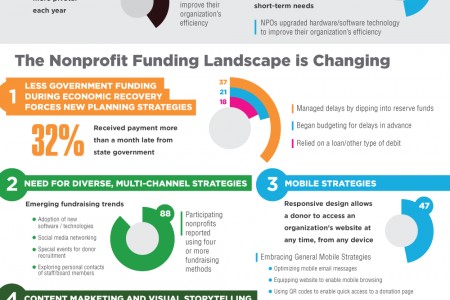 more pivotal
each year
improve their
organization's
efficiency
short-term needs
NPOs upgraded hardware/software technology
to improve their organization's efficiency
The Nonprofit Funding Landscape is Changing
1
LESS GOVERNMENT FUNDING
DURING ECONOMIC RECOVERY
FORCES NEW PLANNING STRATEGIES
32%
Received payment more
than a month late from
state government
37
21
18
Managed delays by dipping into reserve funds
Began budgeting for delays in advance
Relied on a loan/other type of debit
2
NEED FOR DIVERSE, MULTI-CHANNEL STRATEGIES
Emerging fundraising trends
Adoption of new
software / technologies
Social media networking
Special events for donor
recruitment
Exploring personal contacts
of staff/board members
88
Participating
nonprofits
reported
using four
or more
fundraising
methods
3
MOBILE STRATEGIES
Responsive design allows
a donor to access an
organization's website at
any time, from any device
47
Embracing General Mobile Strategies
Optimizing mobile email messages
Equipping website to enable mobile browsing
Using QR codes to enable quick access to a donation page
4
CONTENT MARKETING AND VISUAL STORYTELLING